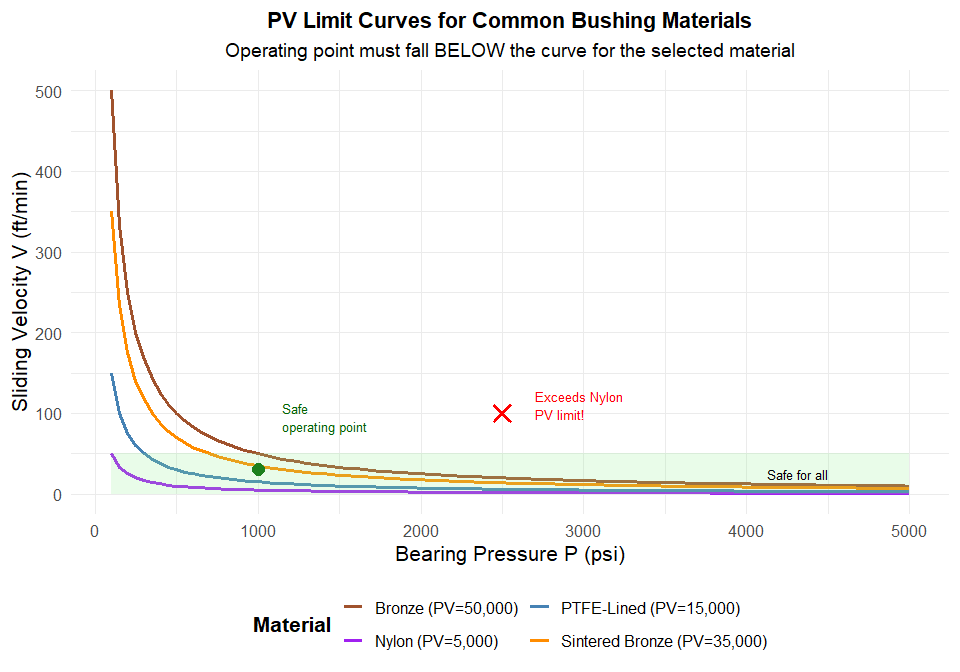 PV Limit Curves for Common Bushing Materials
Operating point must fall BELOW the curve for the selected material
Sliding Velocity V (ft/min)
500
400
300
200
100
0
Safe
operating point
Exceeds Nylon
PV limit!
Safe for all
0 1000 2000 3000 4000 5000
Bearing Pressure P (psi)
Material
Bronze (PV=50,000) PTFE-Lined (PV=15,000)
Nylon (PV=5,000) Sintered Bronze (PV=35,000)